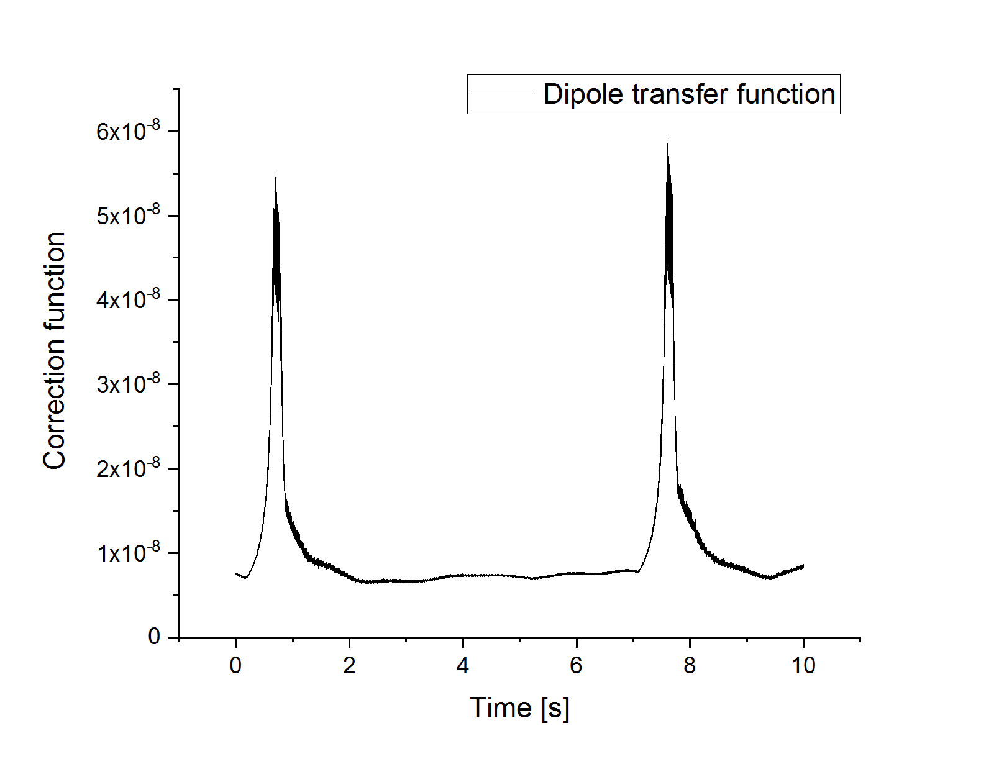 Dipole transfer function
6x10⁻⁸
5x10⁻⁸
4x10⁻⁸
3x10⁻⁸
2x10⁻⁸
1x10⁻⁸
0
Correction function
0 2 4 6 8 10
Time [s]